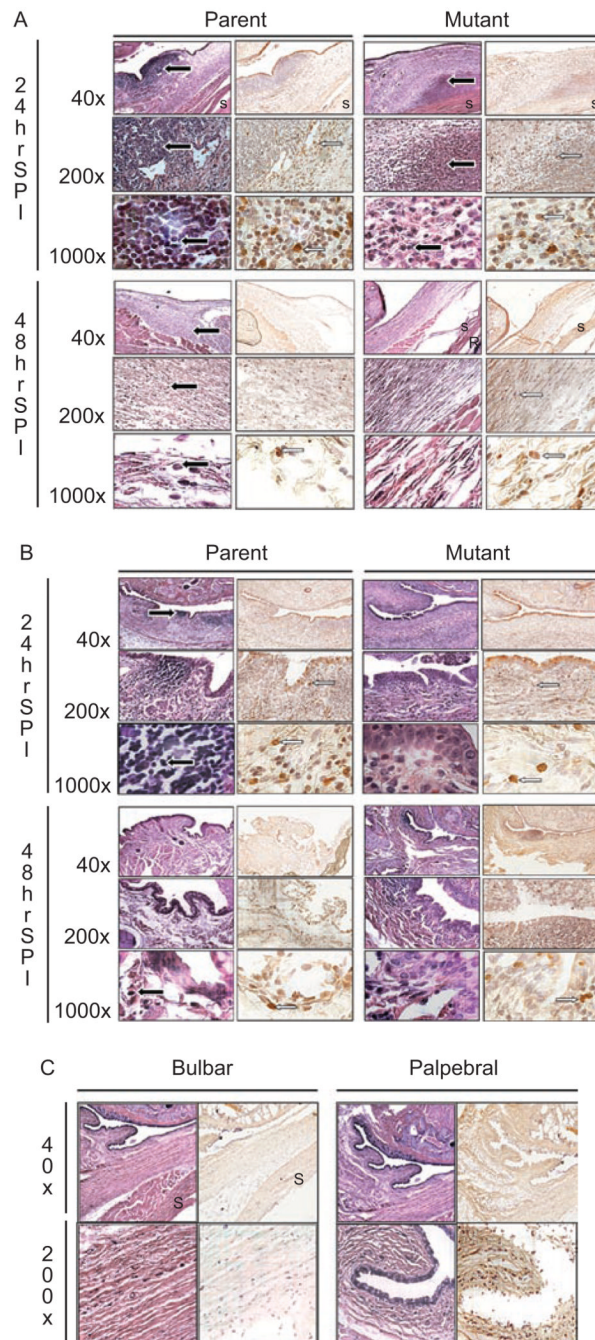 A
Parent Mutant
24hrSPI
40x
S S S
200x
1000x
48hrSPI
40x
S S
R
200x
1000x
B
Parent Mutant
24hrSPI
40x
200x
1000x
48hrSPI
40x
200x
1000x
C
Bulbar Palpebral
40x
S S
200x